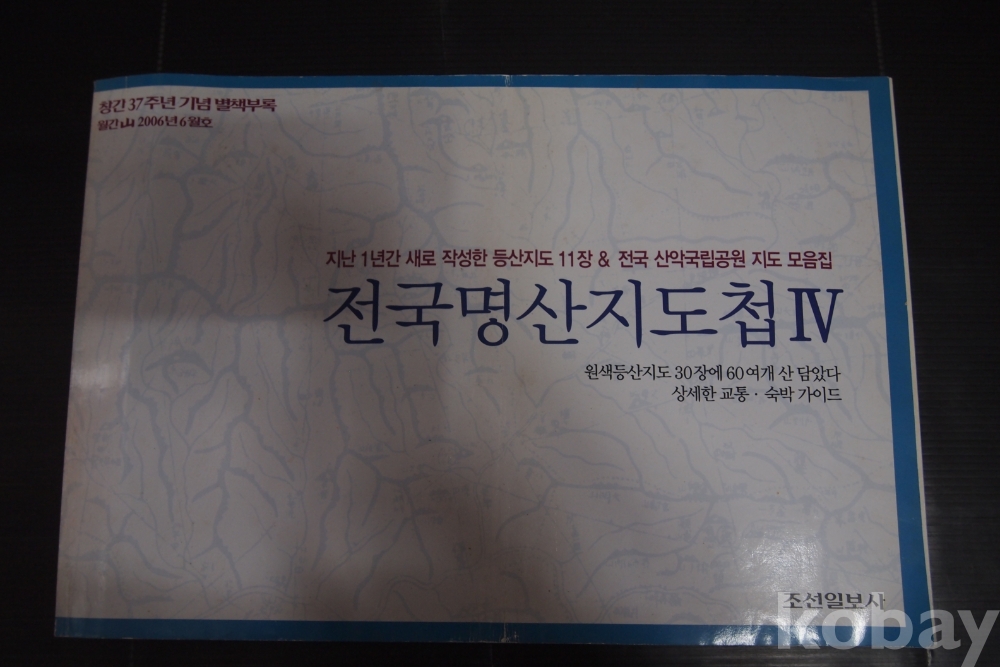 창간 37주년 기념 별책부록
월간 山 2006년 6월호
지난 1년간 새로 작성한 등산지도 11장 & 전국 산악국립공원 지도 모음집
전국명산지도첩 Ⅳ
원색등산지도 30장에 60여개 산 담았다
상세한 교통 · 숙박 가이드
조선일보사
kobay